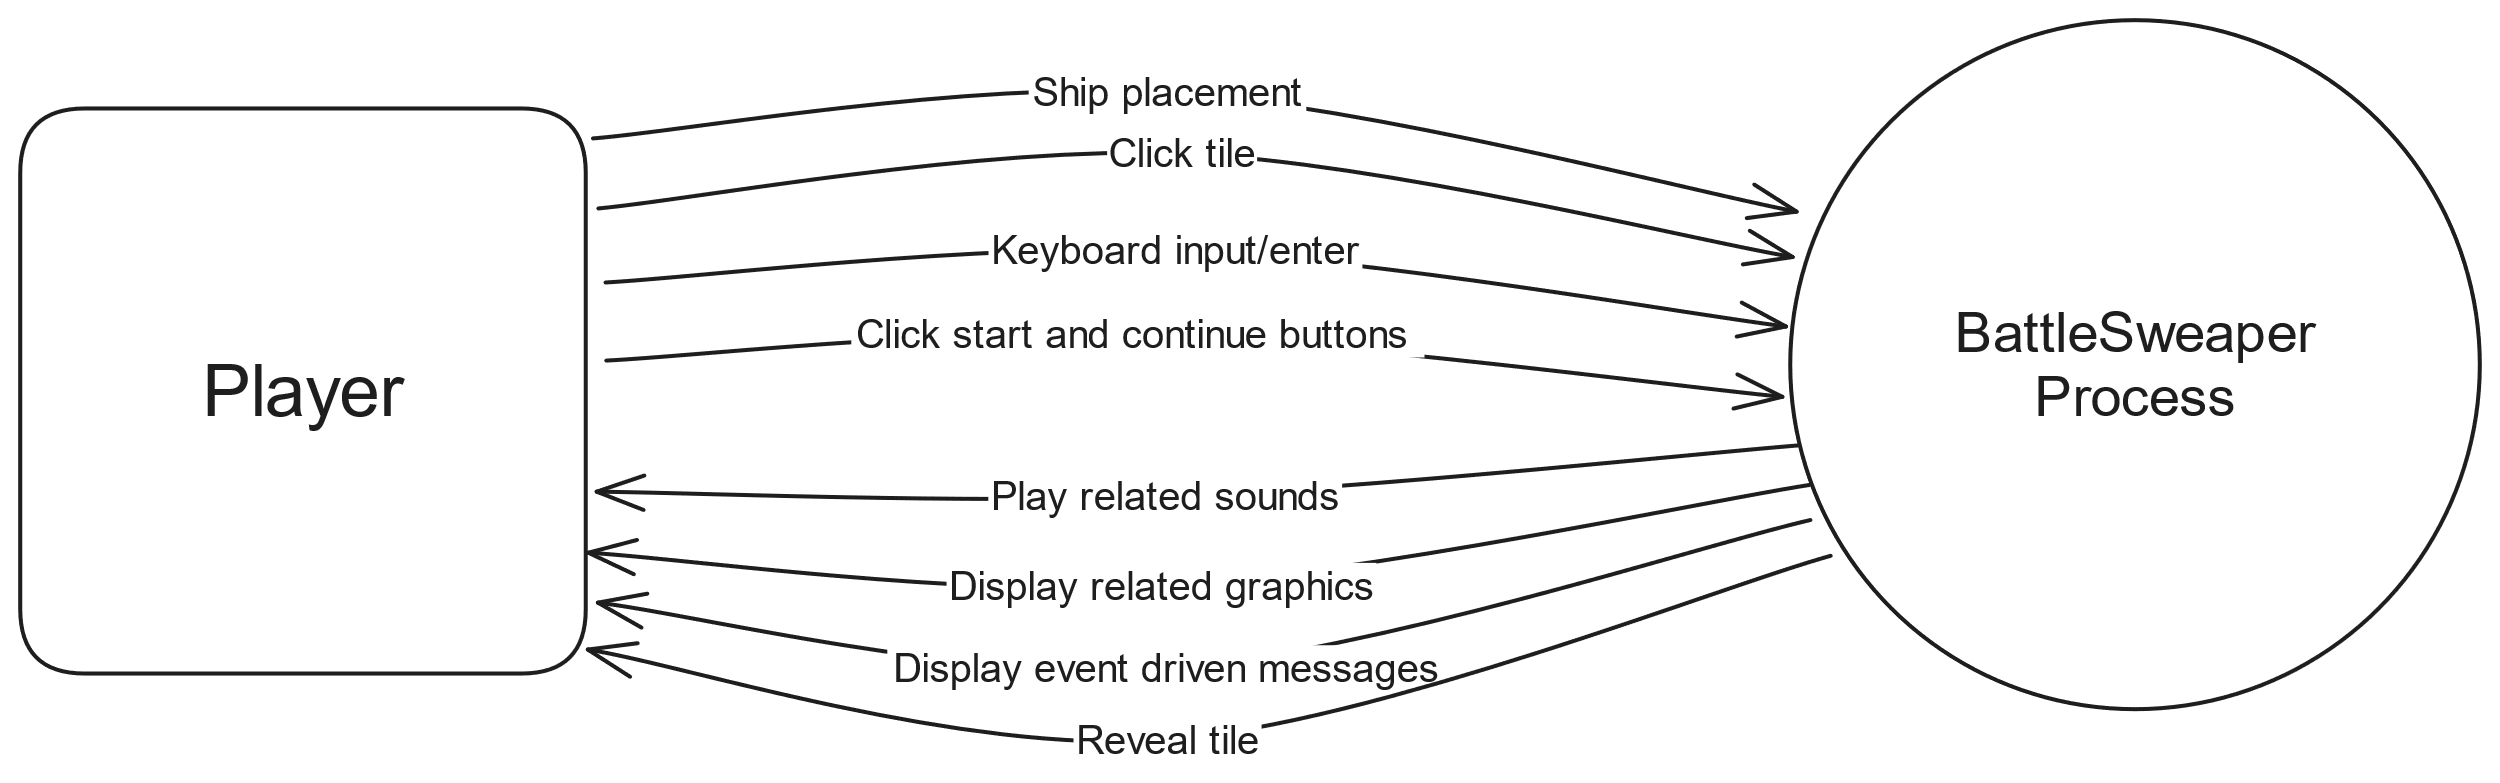 Ship placement
Click tile
Keyboard input/enter
Click start and continue buttons
Player
BattleSweaper
Process
Play related sounds
Display related graphics
Display event driven messages
Reveal tile